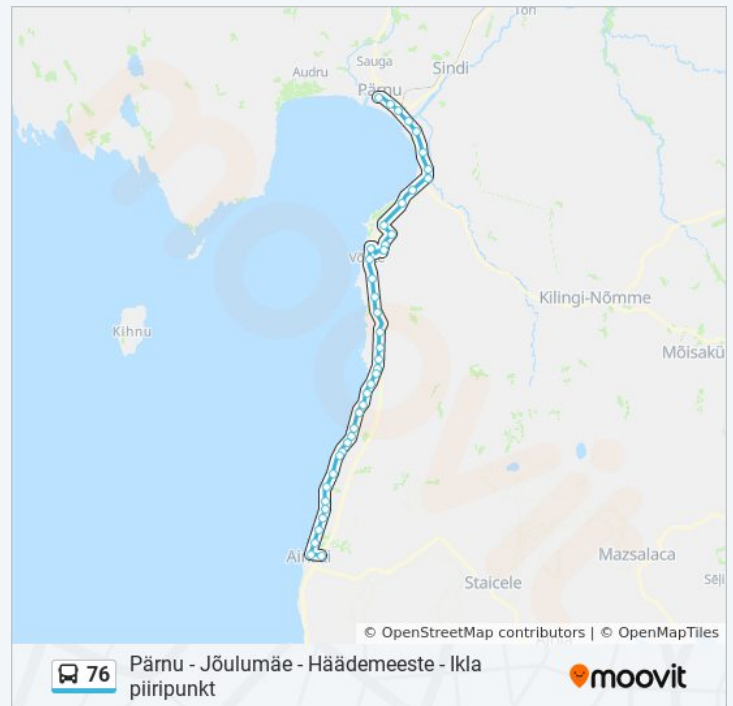 Tori
Sauga
Audru
Sindi
Pärnu
Kilingi-Nõmme
Kihnu
Mõisakü
Mazsalaca
Staicele
© OpenStreetMap contributors | © OpenMapTiles
76
Pärnu - Jõulumäe - Häädemeeste - Ikla
piiripunkt
moovit